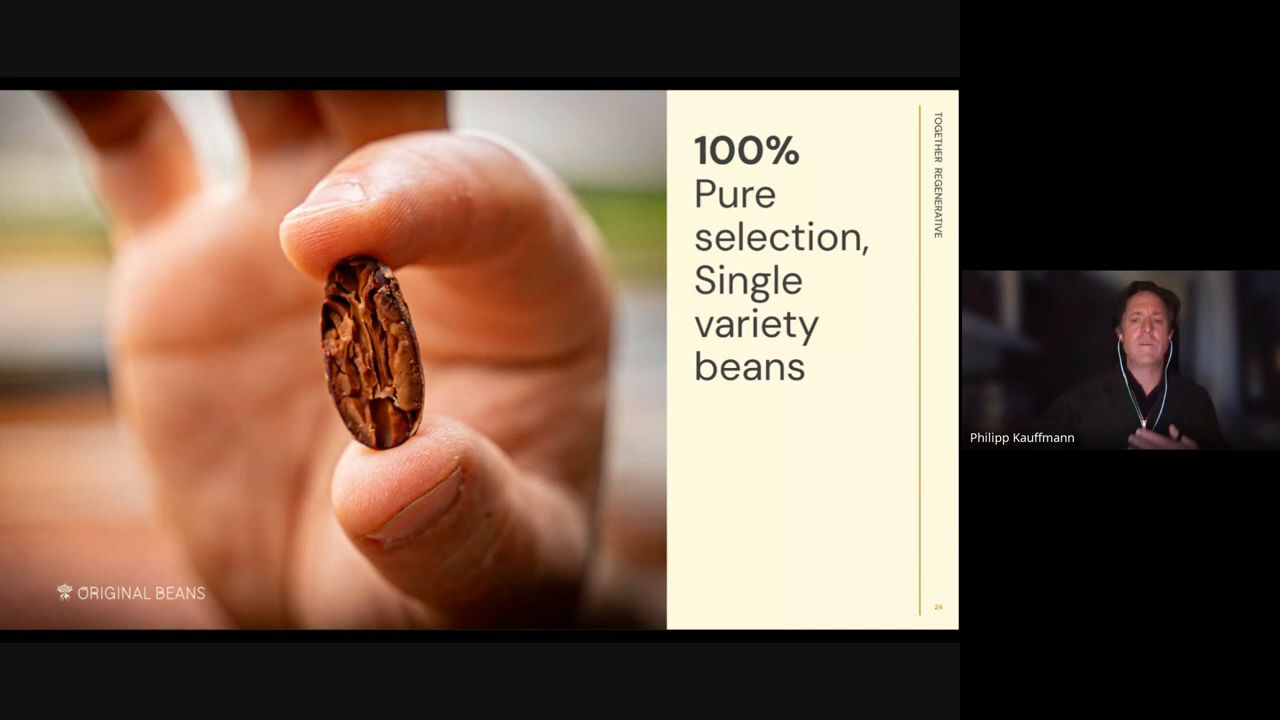 100%
Pure
selection,
Single
variety
beans
TOGETHER REGENERATIVE
ORIGINAL BEANS
24
Philipp Kauffmann